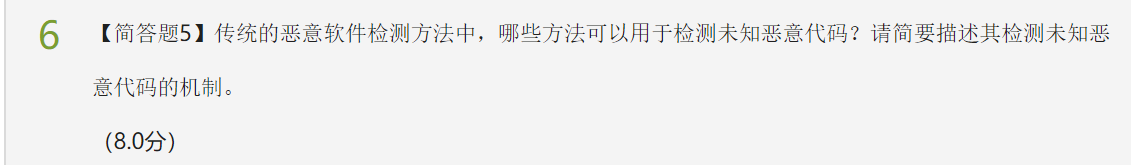 6 【简答题5】传统的恶意软件检测方法中，哪些方法可以用于检测未知恶意代码？请简要描述其检测未知恶
意代码的机制。
(8.0分)